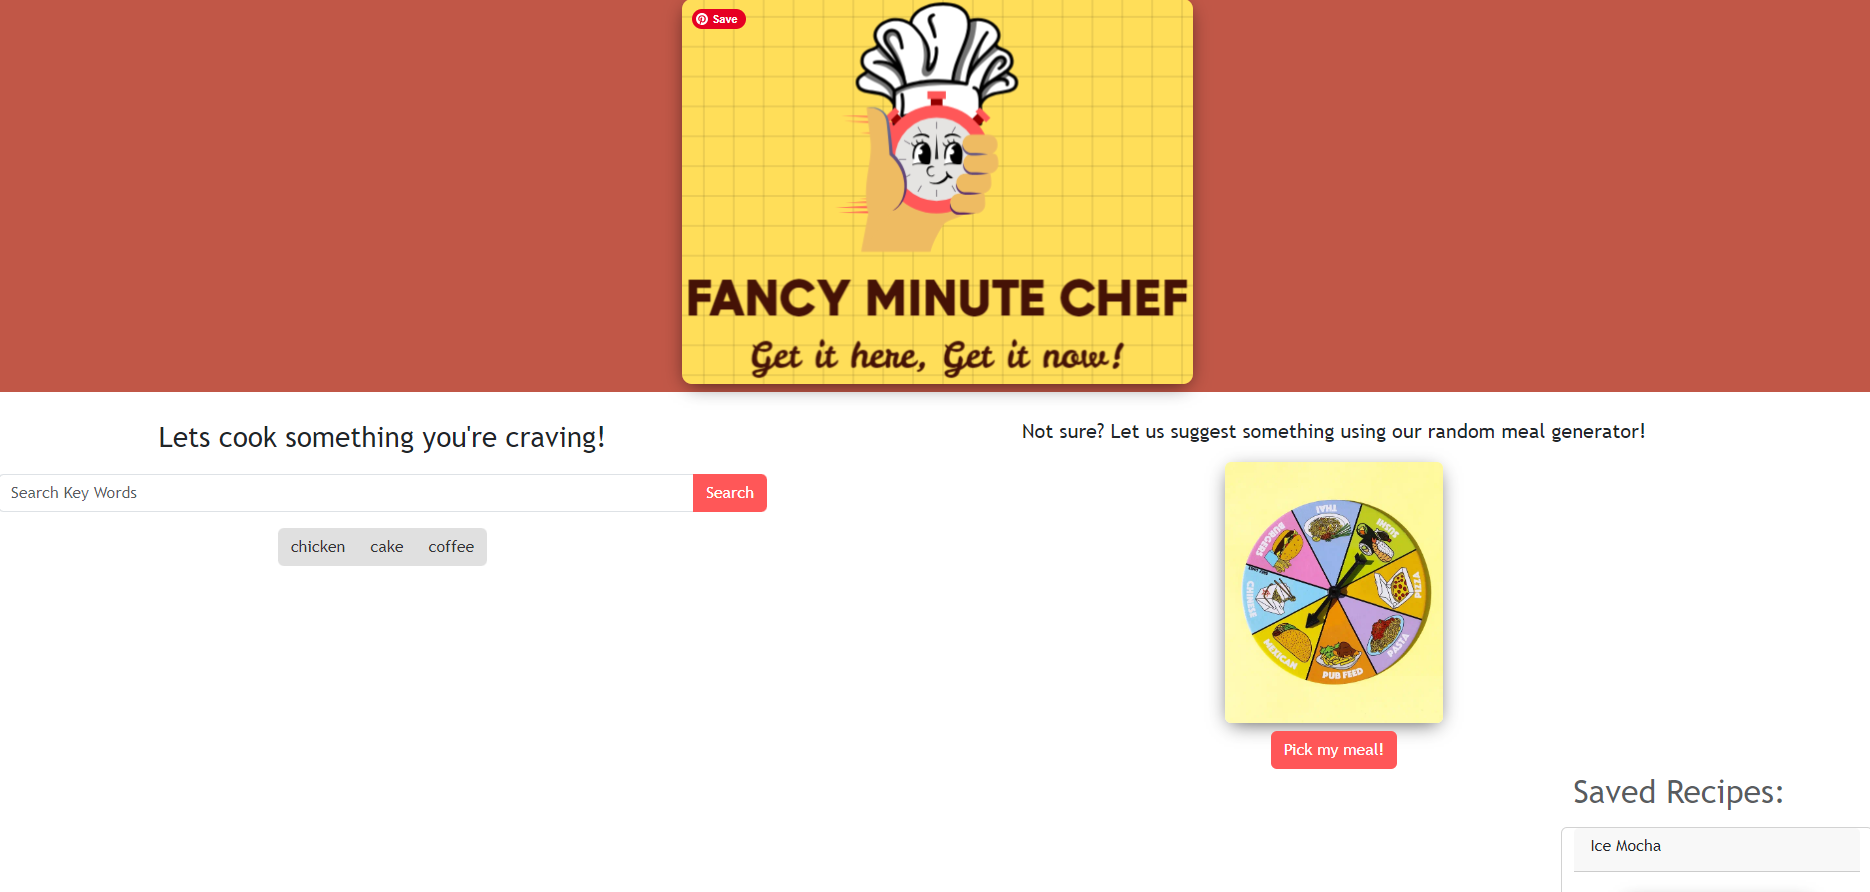 Save
FANCY MINUTE CHEF
Get it here, Get it now!
Lets cook something you're craving!
Search Key Words
Search
chicken cake coffee
Not sure? Let us suggest something using our random meal generator!
THAI
SUSHI
PIZZA
PASTA
PUB FEED
MEXICAN
CHINESE
BURGERS
Pick my meal!
Saved Recipes:
Ice Mocha